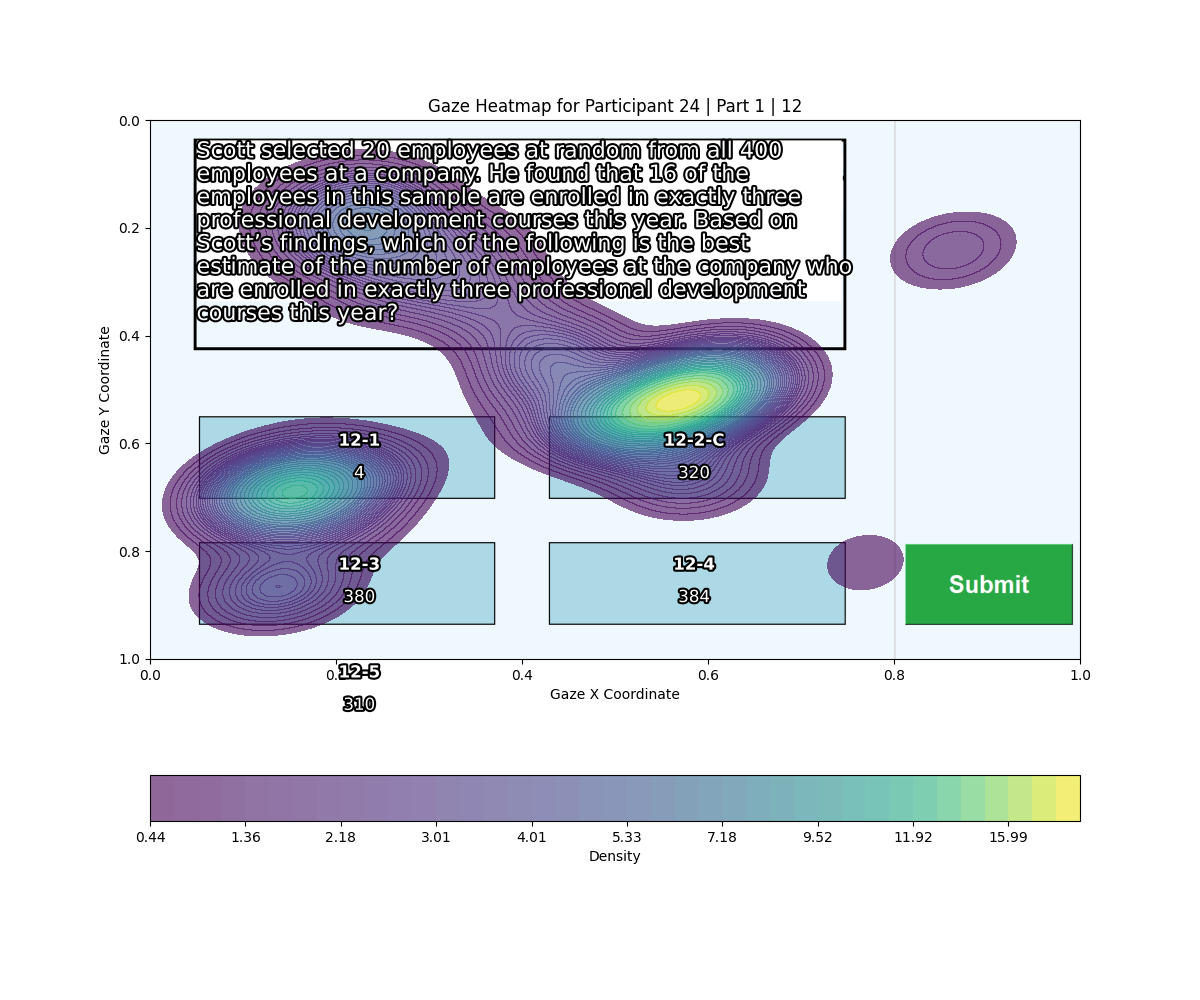 Gaze Heatmap for Participant 24 | Part 1 | 12
Scott selected 20 employees at random from all 400
employees at a company. He found that 16 of the
employees in this sample are enrolled in exactly three
professional development courses this year. Based on
Scott's findings, which of the following is the best
estimate of the number of employees at the company who
are enrolled in exactly three professional development
courses this year?
12-1
4
12-2-C
320
12-3
380
12-4
384
Submit
12-5
310
0.0
0.2
0.4
0.6
0.8
1.0
Gaze Y Coordinate
0.0 0.2 0.4 0.6 0.8 1.0
Gaze X Coordinate
0.44 1.36 2.18 3.01 4.01 5.33 7.18 9.52 11.92 15.99
Density